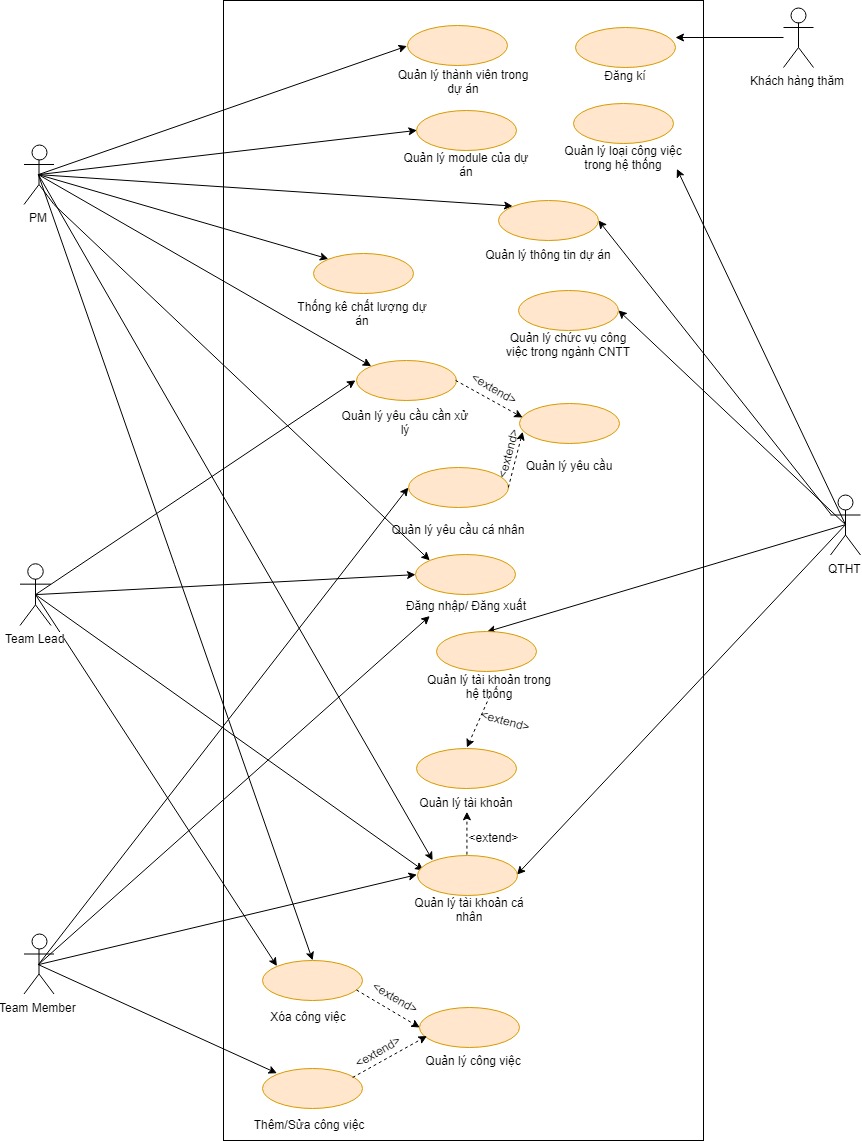 Quản lý thành viên trong
dự án
Đăng kí
Khách hàng thăm
Quản lý module của dự
án
Quản lý loại công việc
trong hệ thống
PM
Quản lý thông tin dự án
Thống kê chất lượng dự
án
Quản lý chức vụ công
việc trong ngành CNTT
<extend>
Quản lý yêu cầu cần xử
lý
<extend>
Quản lý yêu cầu
Quản lý yêu cầu cá nhân
QTHT
Đăng nhập/ Đăng xuất
Team Lead
Quản lý tài khoản trong
hệ thống
<extend>
Quản lý tài khoản
<extend>
Quản lý tài khoản cá
nhân
Team Member
<extend>
Xóa công việc
<extend>
Quản lý công việc
Thêm/Sửa công việc